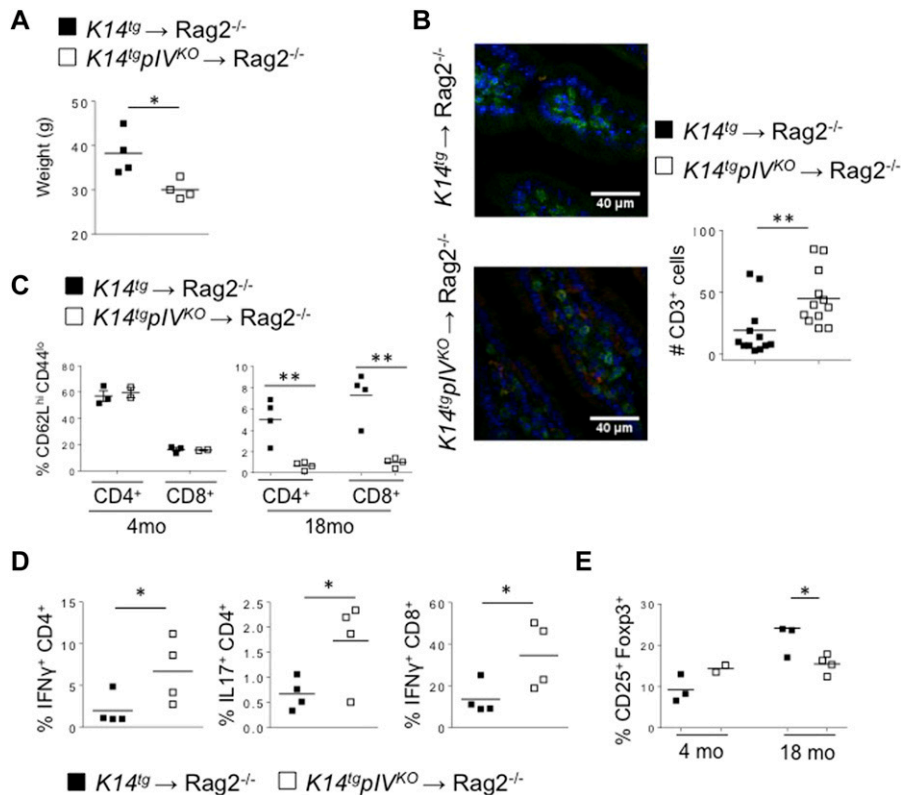 A
■ K14ᵗᵍ → Rag2⁻/⁻
□ K14ᵗᵍpIVᴷᴼ → Rag2⁻/⁻
*
Weight (g)
50
40
30
20
B
K14ᵗᵍ → Rag2⁻/⁻
40 µm
K14ᵗᵍpIVᴷᴼ → Rag2⁻/⁻
40 µm
■ K14ᵗᵍ → Rag2⁻/⁻
□ K14ᵗᵍpIVᴷᴼ → Rag2⁻/⁻
**
# CD3⁺ cells
100
50
0
C
■ K14ᵗᵍ → Rag2⁻/⁻
□ K14ᵗᵍpIVᴷᴼ → Rag2⁻/⁻
% CD62Lʰⁱ CD44ˡᵒ
80
60
40
20
0
CD4⁺ CD8⁺
4mo
** **
10
8
6
4
2
0
CD4⁺ CD8⁺
18mo
D
*
% IFNγ⁺ CD4⁺
15
10
5
0
*
% IL17⁺ CD4⁺
2.5
2.0
1.5
1.0
0.5
0.0
*
% IFNγ⁺ CD8⁺
60
40
20
0
■ K14ᵗᵍ → Rag2⁻/⁻ □ K14ᵗᵍpIVᴷᴼ → Rag2⁻/⁻
E
*
% CD25⁺ Foxp3⁺
30
20
10
0
4 mo 18 mo